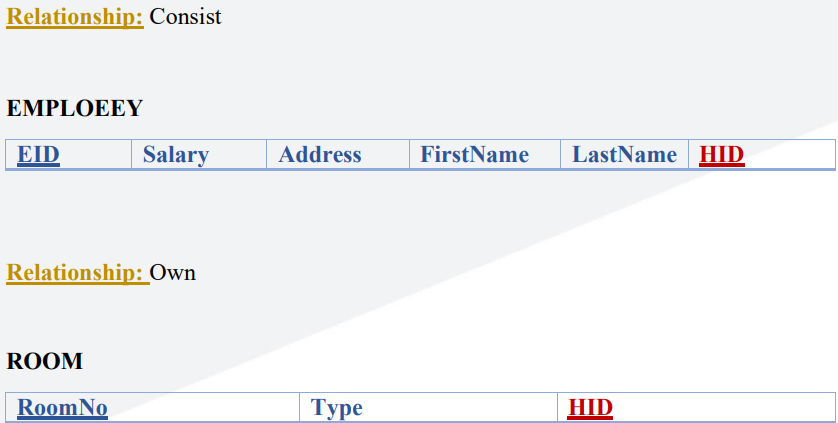 Relationship: Consist
EMPLOEEY
EID Salary Address FirstName LastName HID
Relationship: Own
ROOM
RoomNo Type HID